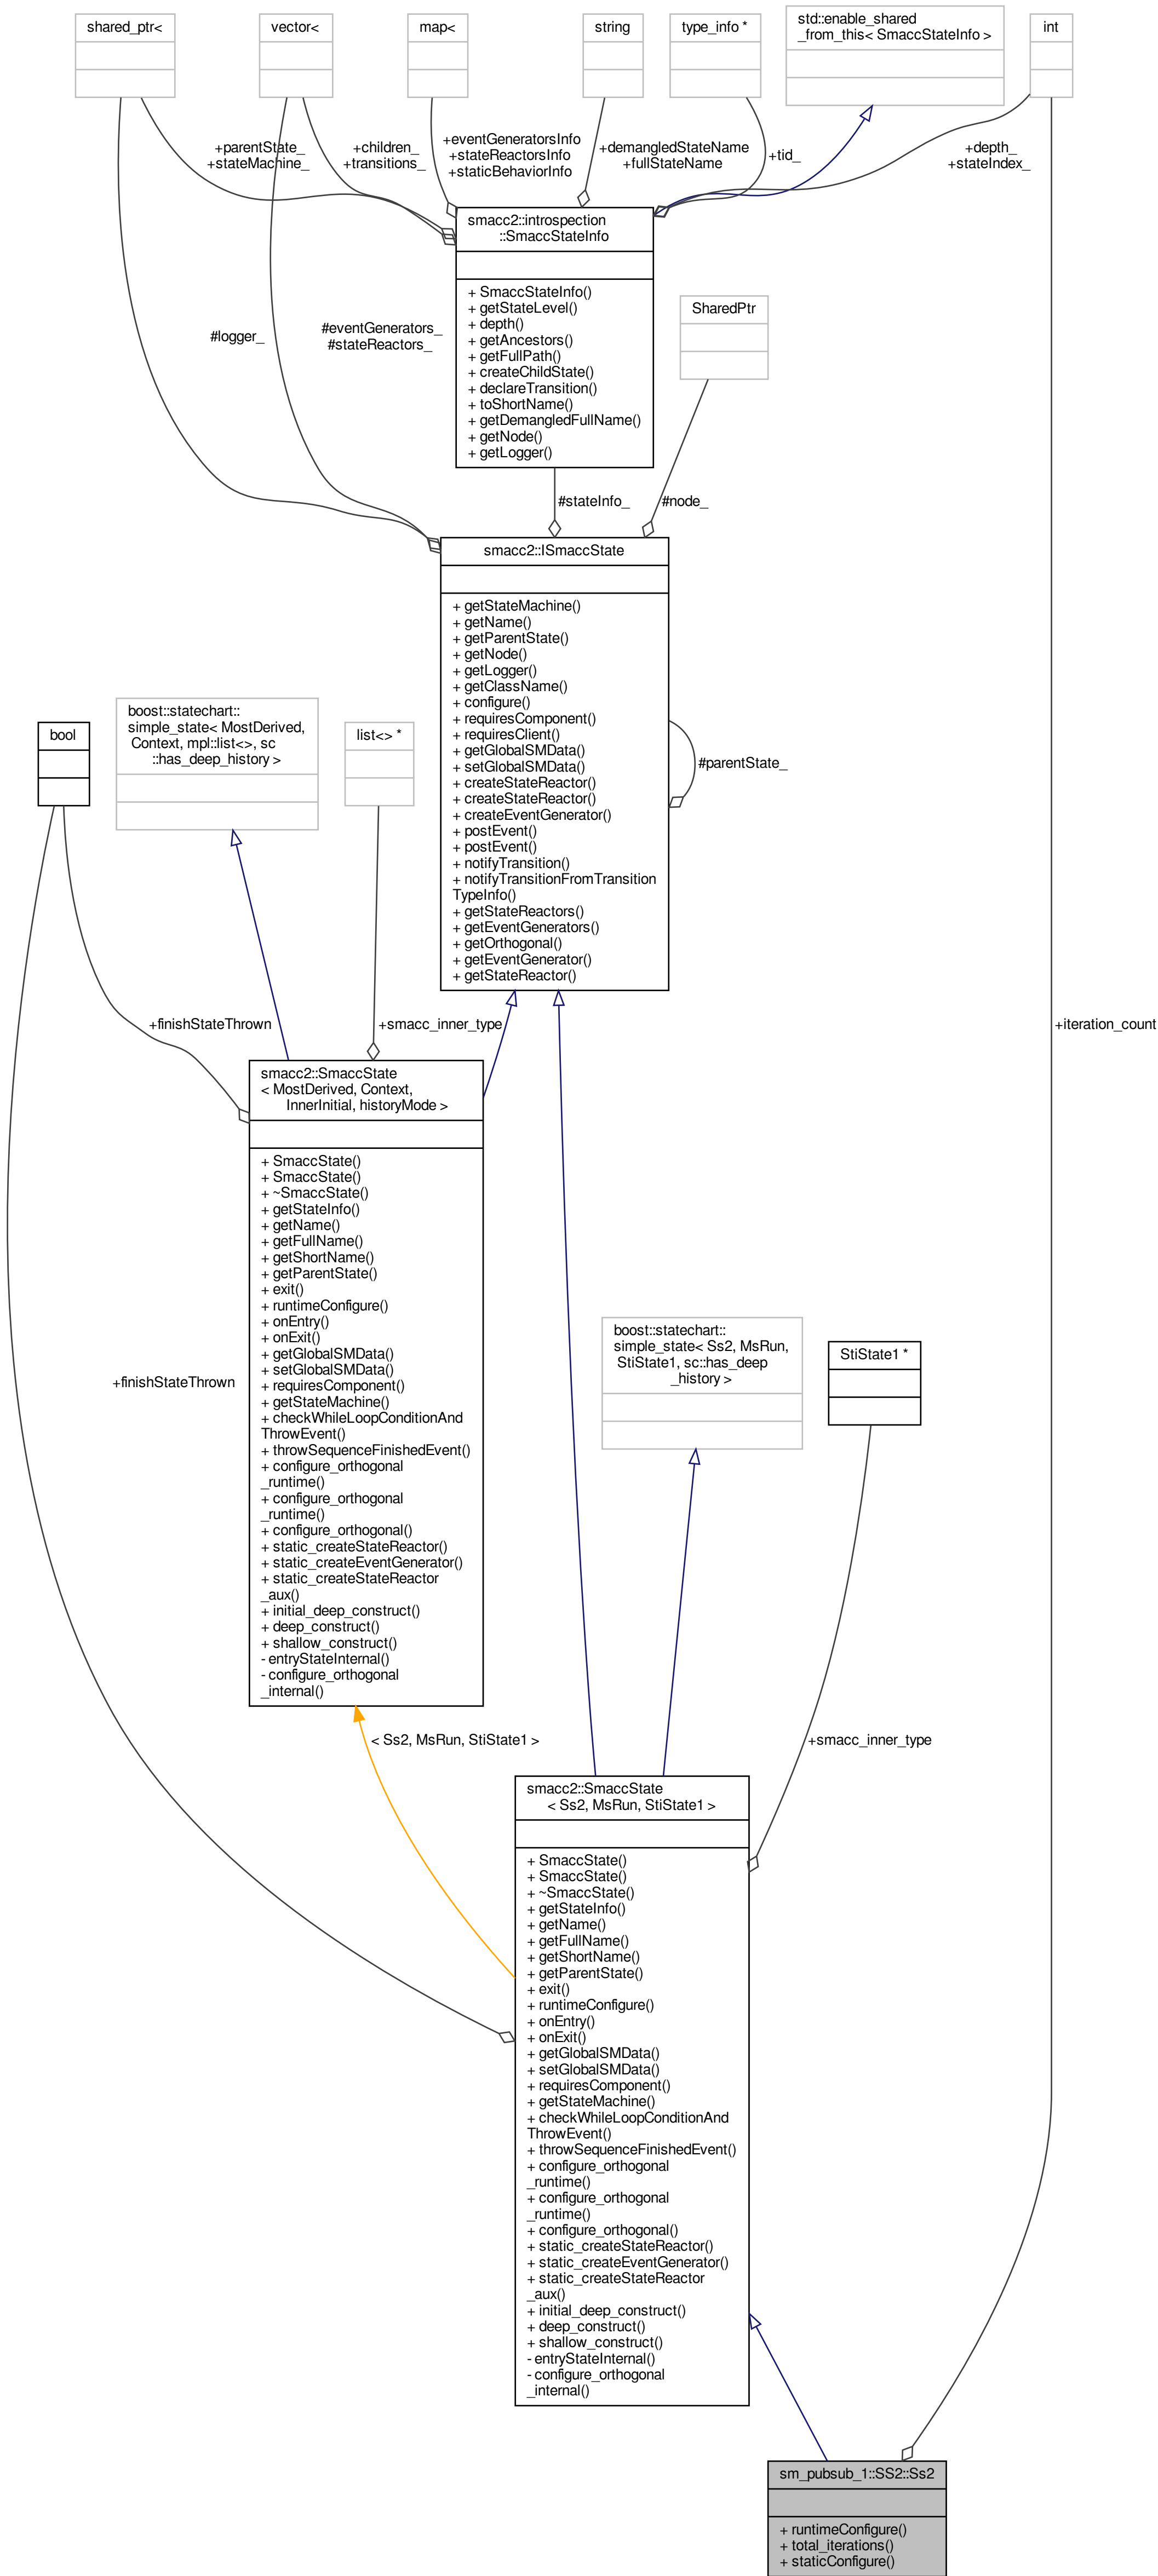 shared_ptr<
vector<
map<
string
type_info *
std::enable_shared
_from_this< SmaccStateInfo >
int
+parentState_
+stateMachine_
+children_
+transitions_
+eventGeneratorsInfo
+stateReactorsInfo
+staticBehaviorInfo
+demangledStateName
+fullStateName
+tid_
+depth_
+stateIndex_
smacc2::introspection
::SmaccStateInfo
+ SmaccStateInfo()
+ getStateLevel()
+ depth()
+ getAncestors()
+ getFullPath()
+ createChildState()
+ declareTransition()
+ toShortName()
+ getDemangledFullName()
+ getNode()
+ getLogger()
SharedPtr
#logger_
#eventGenerators_
#stateReactors_
#stateInfo_
#node_
smacc2::ISmaccState
+ getStateMachine()
+ getName()
+ getParentState()
+ getNode()
+ getLogger()
+ getClassName()
+ configure()
+ requiresComponent()
+ requiresClient()
+ getGlobalSMData()
+ setGlobalSMData()
+ createStateReactor()
+ createStateReactor()
+ createEventGenerator()
+ postEvent()
+ postEvent()
+ notifyTransition()
+ notifyTransitionFromTransition
TypeInfo()
+ getStateReactors()
+ getEventGenerators()
+ getOrthogonal()
+ getEventGenerator()
+ getStateReactor()
#parentState_
bool
boost::statechart::
simple_state< MostDerived,
Context, mpl::list<>, sc
::has_deep_history >
list<> *
+finishStateThrown
+smacc_inner_type
+iteration_count
smacc2::SmaccState
< MostDerived, Context,
InnerInitial, historyMode >
+ SmaccState()
+ SmaccState()
+ ~SmaccState()
+ getStateInfo()
+ getName()
+ getFullName()
+ getShortName()
+ getParentState()
+ exit()
+ runtimeConfigure()
+ onEntry()
+ onExit()
+ getGlobalSMData()
+ setGlobalSMData()
+ requiresComponent()
+ getStateMachine()
+ checkWhileLoopConditionAnd
ThrowEvent()
+ throwSequenceFinishedEvent()
+ configure_orthogonal
_runtime()
+ configure_orthogonal
_runtime()
+ configure_orthogonal()
+ static_createStateReactor()
+ static_createEventGenerator()
+ static_createStateReactor
_aux()
+ initial_deep_construct()
+ deep_construct()
+ shallow_construct()
- entryStateInternal()
- configure_orthogonal
_internal()
+finishStateThrown
boost::statechart::
simple_state< Ss2, MsRun,
StiState1, sc::has_deep
_history >
StiState1 *
< Ss2, MsRun, StiState1 >
+smacc_inner_type
smacc2::SmaccState
< Ss2, MsRun, StiState1 >
+ SmaccState()
+ SmaccState()
+ ~SmaccState()
+ getStateInfo()
+ getName()
+ getFullName()
+ getShortName()
+ getParentState()
+ exit()
+ runtimeConfigure()
+ onEntry()
+ onExit()
+ getGlobalSMData()
+ setGlobalSMData()
+ requiresComponent()
+ getStateMachine()
+ checkWhileLoopConditionAnd
ThrowEvent()
+ throwSequenceFinishedEvent()
+ configure_orthogonal
_runtime()
+ configure_orthogonal
_runtime()
+ configure_orthogonal()
+ static_createStateReactor()
+ static_createEventGenerator()
+ static_createStateReactor
_aux()
+ initial_deep_construct()
+ deep_construct()
+ shallow_construct()
- entryStateInternal()
- configure_orthogonal
_internal()
sm_pubsub_1::SS2::Ss2
+ runtimeConfigure()
+ total_iterations()
+ staticConfigure()